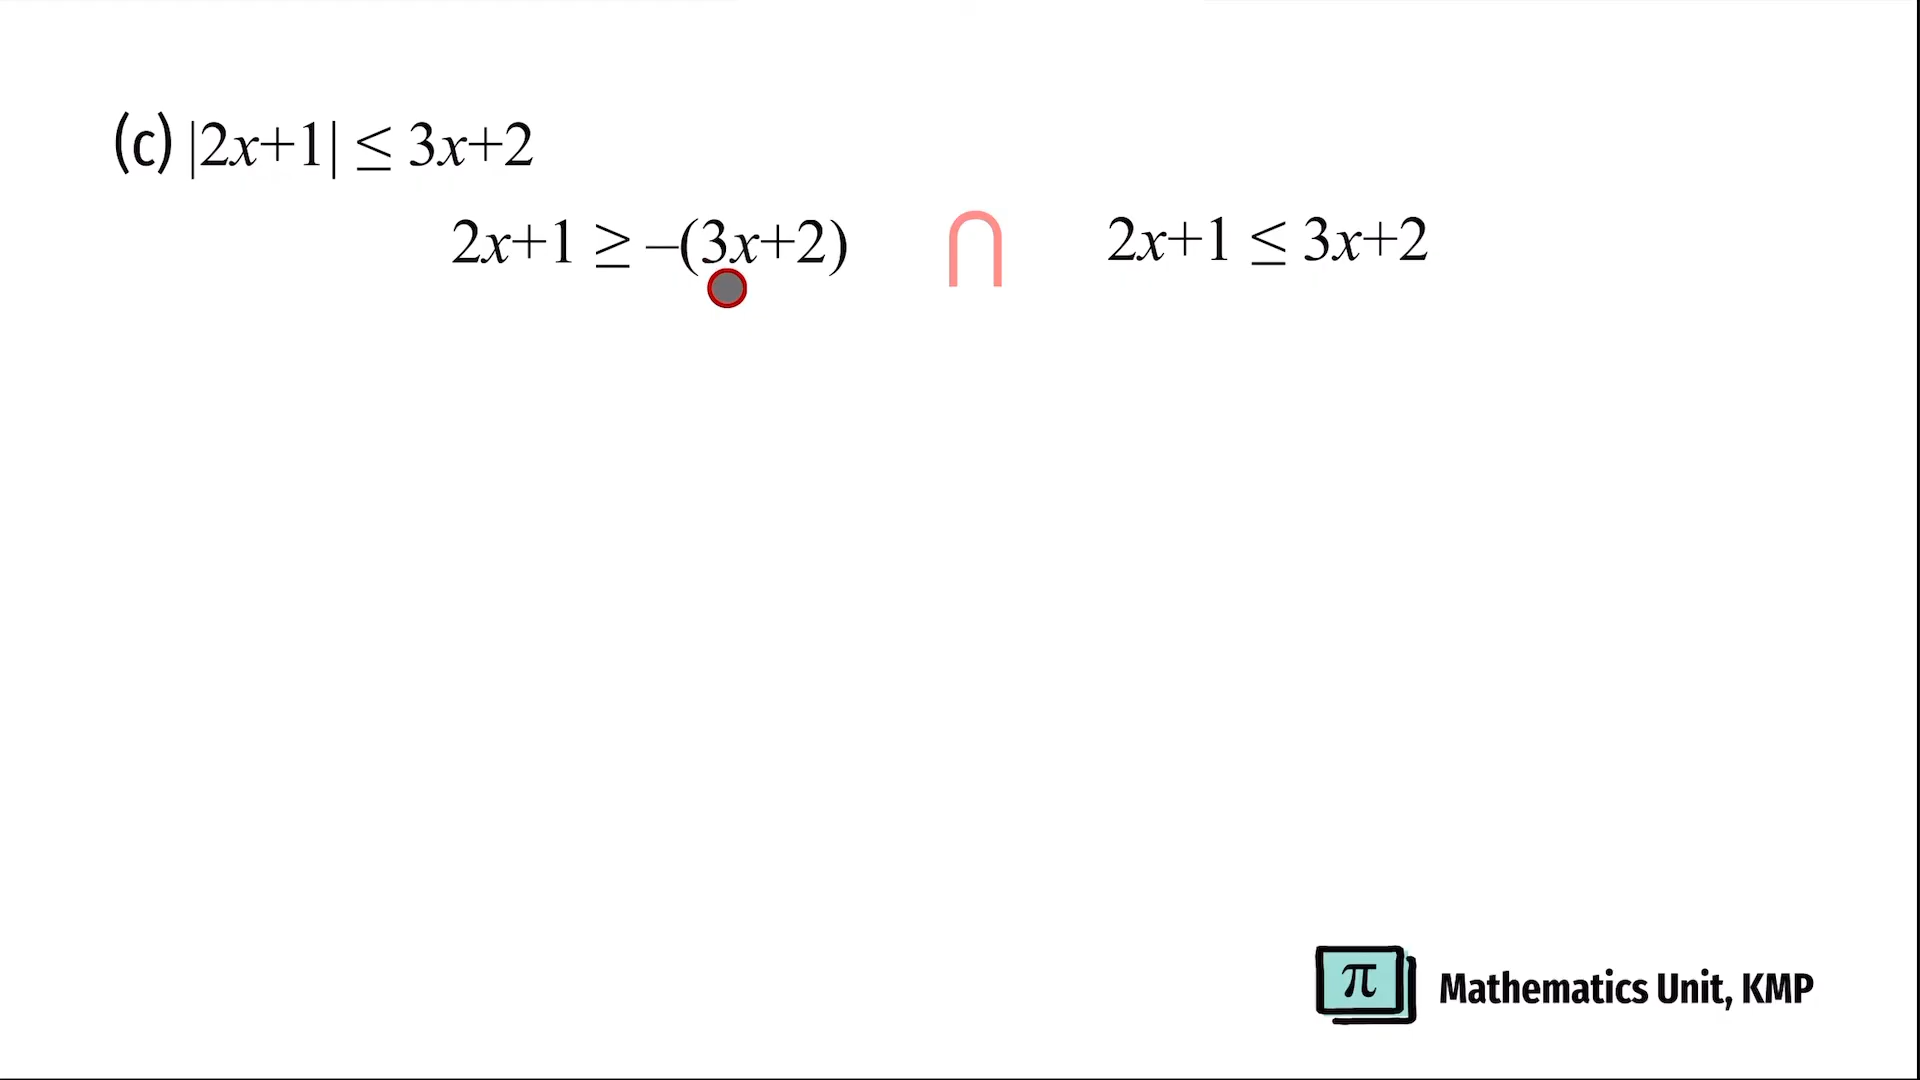 (c) |2x+1| ≤ 3x+2
2x+1 ≥ –(3x+2) ∩ 2x+1 ≤ 3x+2
π Mathematics Unit, KMP